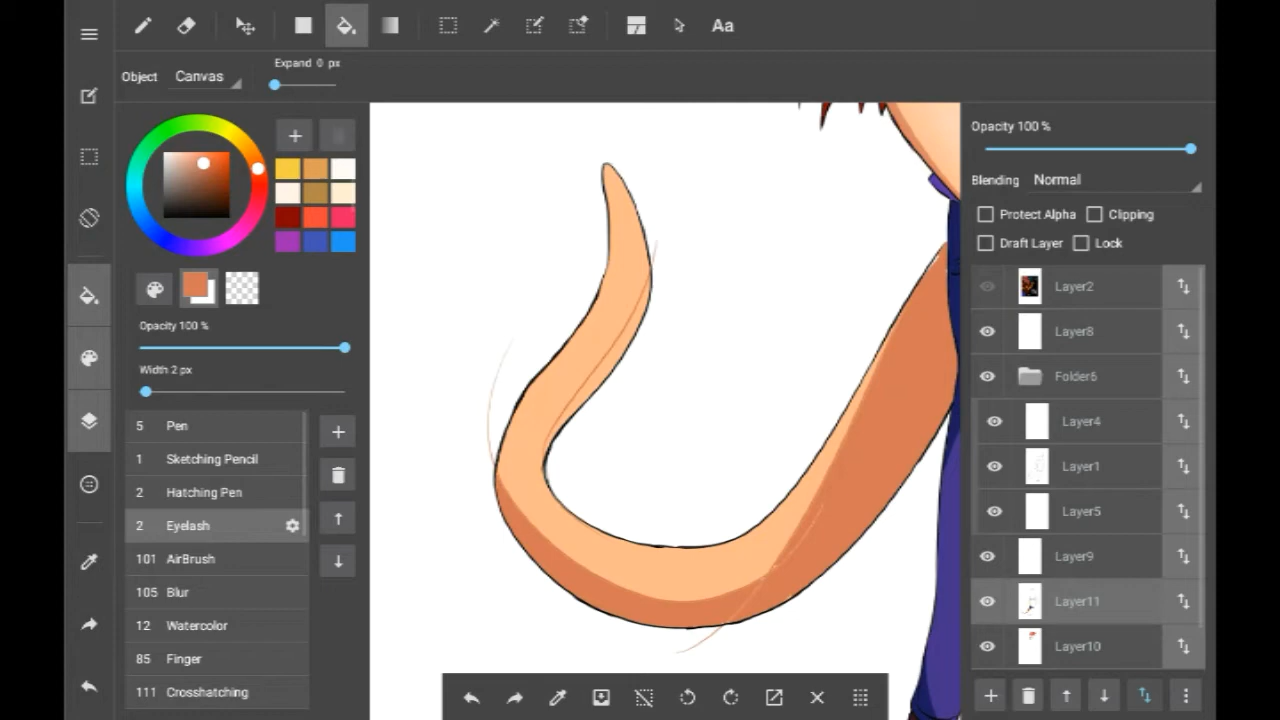 Aa
Expand 0 px
Object Canvas
Opacity 100 %
Width 2 px
5 Pen
1 Sketching Pencil
2 Hatching Pen
2 Eyelash
101 AirBrush
105 Blur
12 Watercolor
85 Finger
111 Crosshatching
Opacity 100 %
Blending Normal
Protect Alpha Clipping
Draft Layer Lock
Layer2
Layer8
Folder6
Layer4
Layer1
Layer5
Layer9
Layer11
Layer10